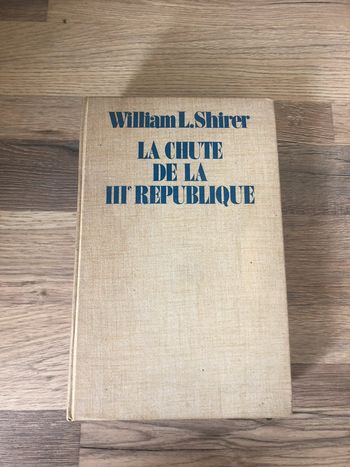 William L. Shirer
LA CHUTE
DE LA
IIIe REPUBLIQUE